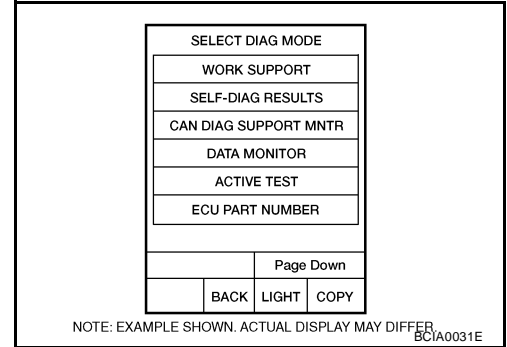 SELECT DIAG MODE
WORK SUPPORT
SELF-DIAG RESULTS
CAN DIAG SUPPORT MNTR
DATA MONITOR
ACTIVE TEST
ECU PART NUMBER
Page Down
BACK LIGHT COPY
NOTE: EXAMPLE SHOWN. ACTUAL DISPLAY MAY DIFFER.
BCIA0031E